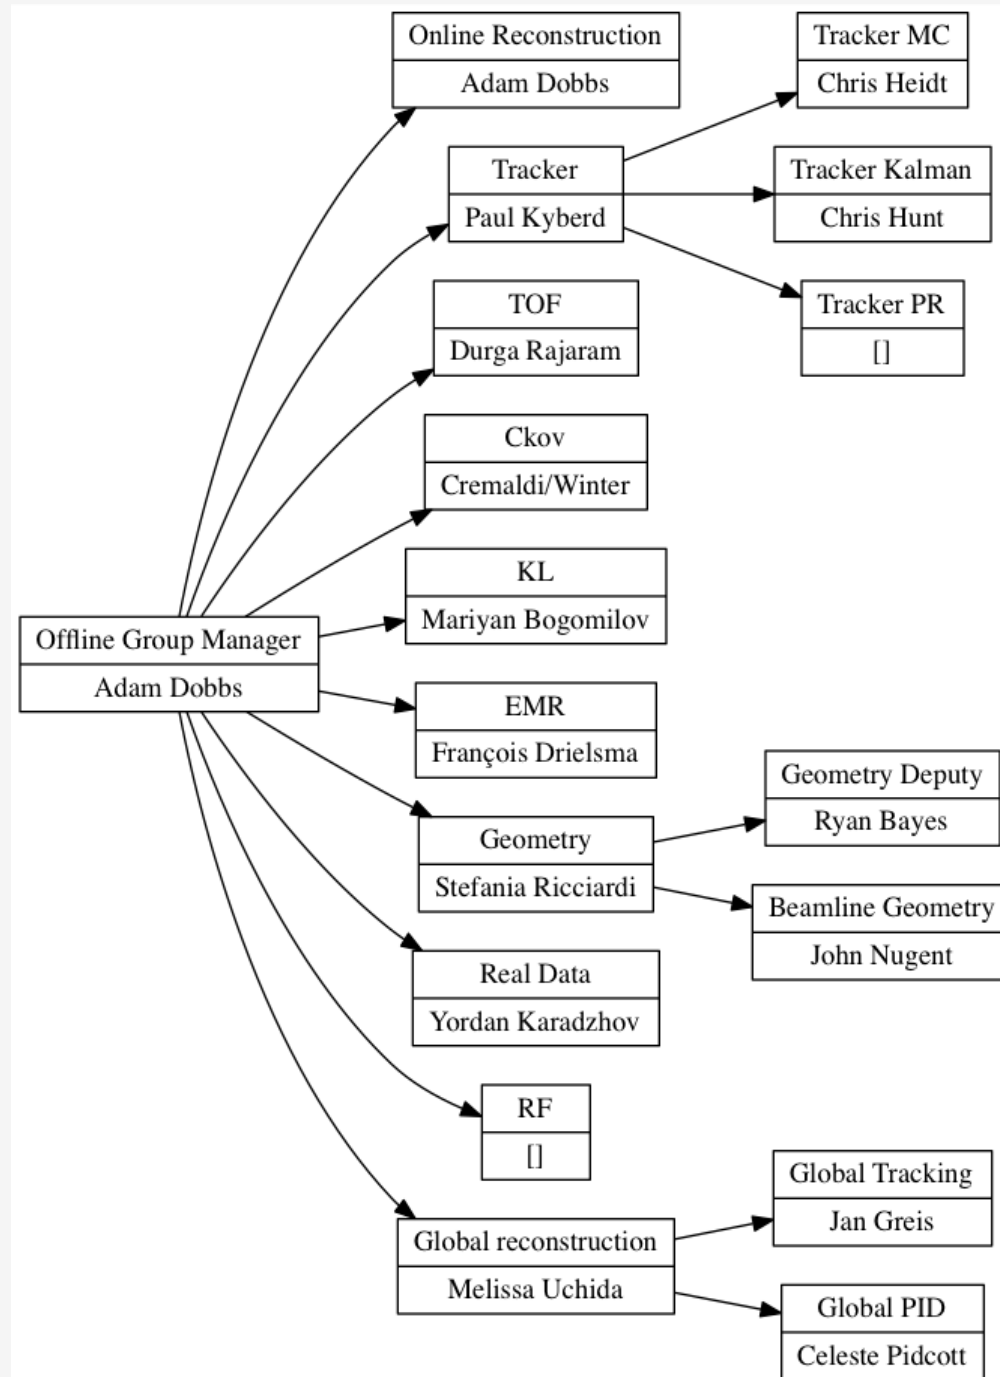 Online Reconstruction
Adam Dobbs
Tracker MC
Chris Heidt
Tracker
Paul Kyberd
Tracker Kalman
Chris Hunt
TOF
Durga Rajaram
Tracker PR
[]
Ckov
Cremaldi/Winter
KL
Mariyan Bogomilov
Offline Group Manager
Adam Dobbs
EMR
François Drielsma
Geometry
Stefania Ricciardi
Geometry Deputy
Ryan Bayes
Beamline Geometry
John Nugent
Real Data
Yordan Karadzhov
RF
[]
Global reconstruction
Melissa Uchida
Global Tracking
Jan Greis
Global PID
Celeste Pidcott